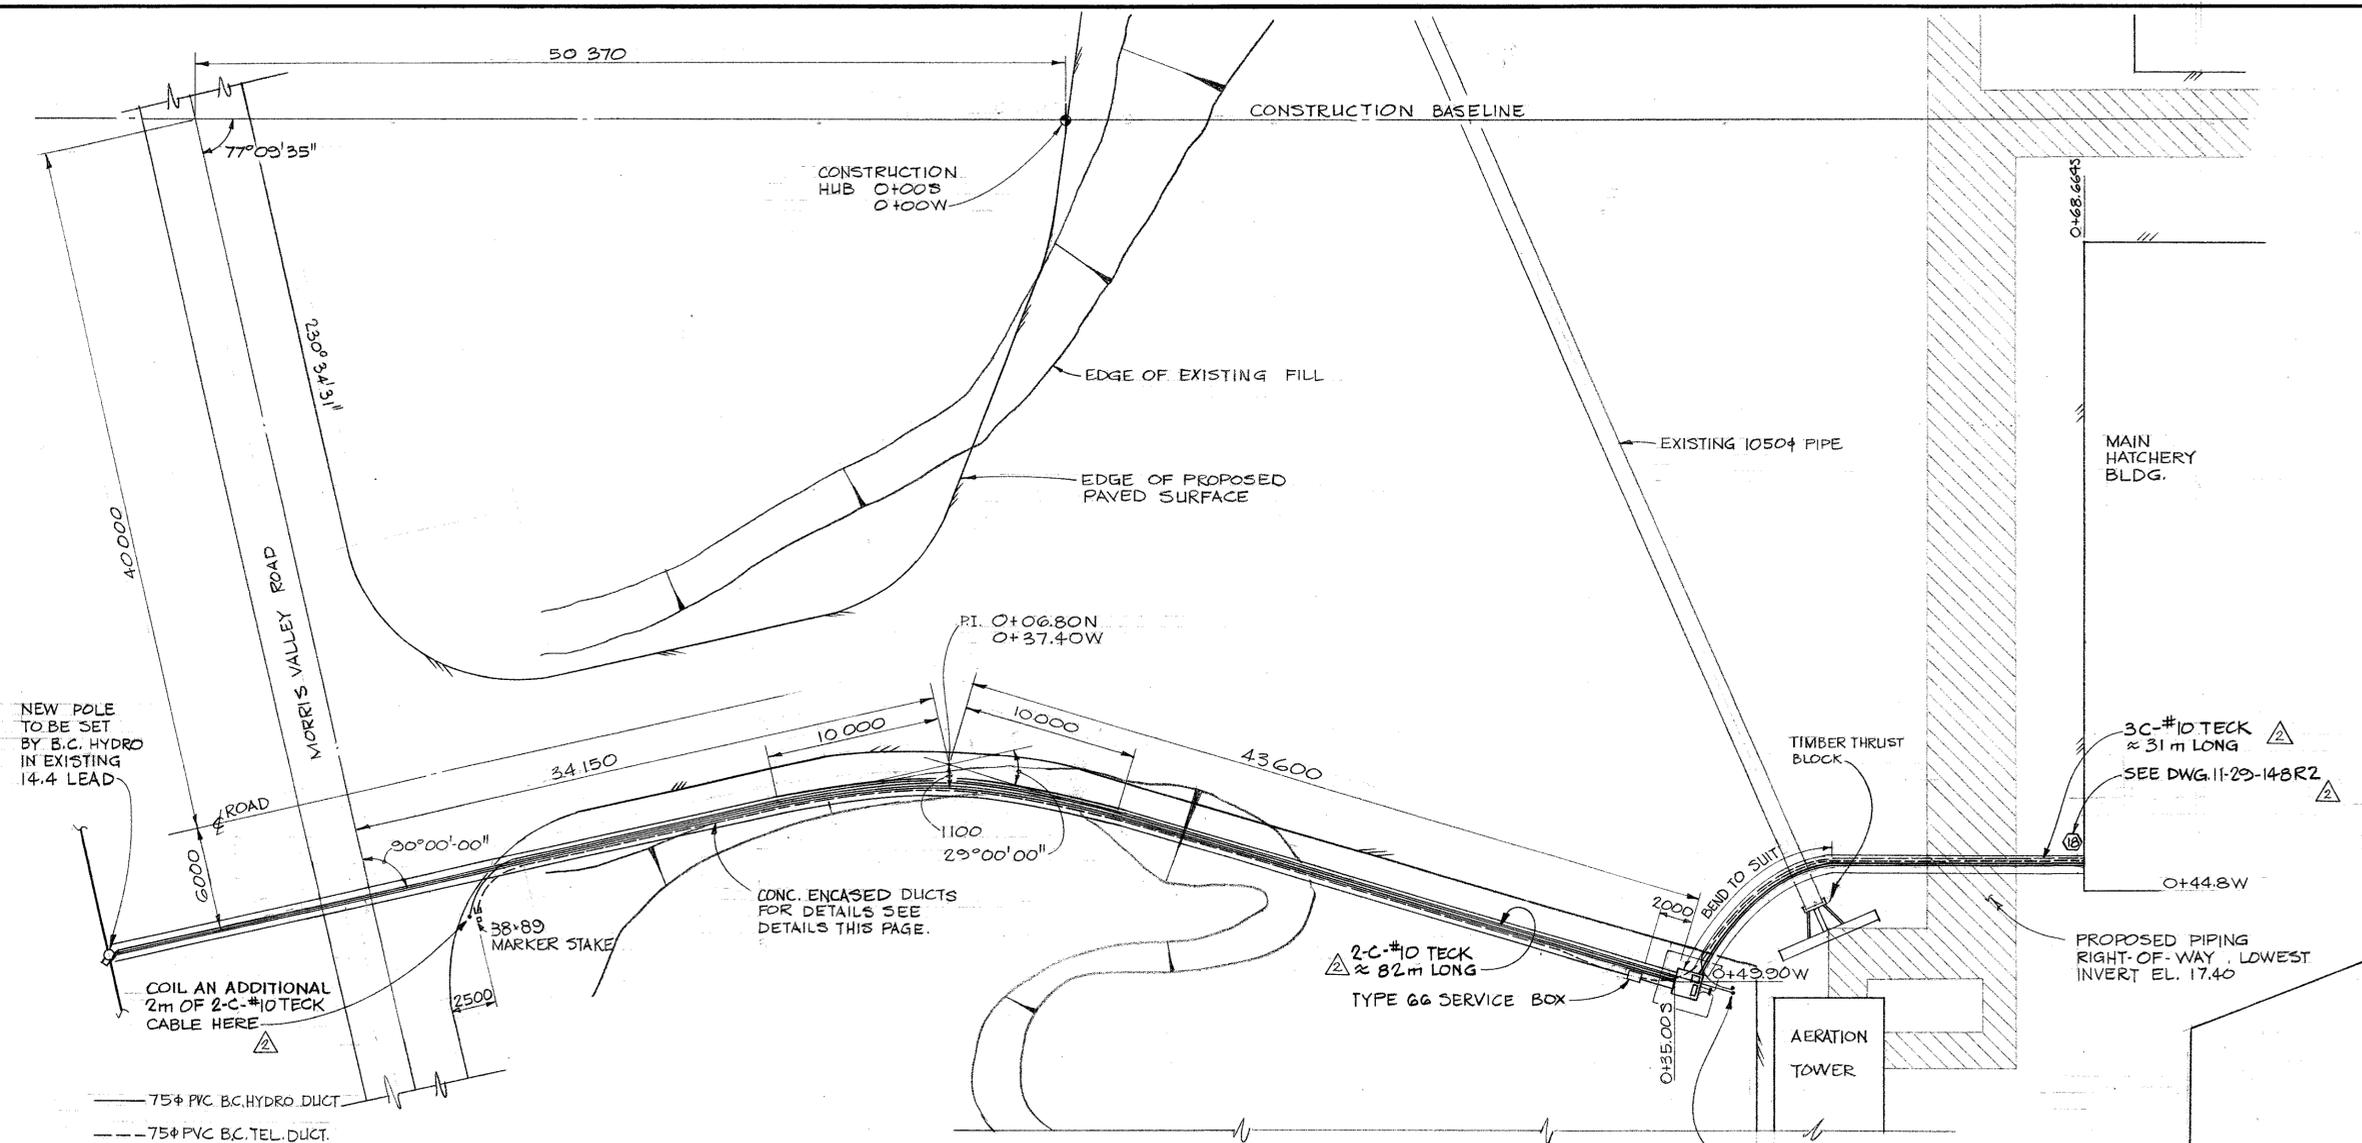 50 370
CONSTRUCTION BASELINE
77°09'35"
CONSTRUCTION
HUB 0+00S
0+00W
0+68.664S
230°34'31"
EDGE OF EXISTING FILL
EXISTING 1050φ PIPE
MAIN
HATCHERY
BLDG.
EDGE OF PROPOSED
PAVED SURFACE
40 000
MORRIS VALLEY ROAD
P.I. 0+06.80N
0+37.40W
NEW POLE
TO BE SET
BY B.C. HYDRO
IN EXISTING
14.4 LEAD
10 000
10 000
34 150
43 600
TIMBER THRUST
BLOCK
3C-#10 TECK
≈ 31 m LONG
2
SEE DWG. 11-29-148R2
2
18
℄ ROAD
6000
90°00'-00"
1100
29°00'00"
BEND TO SUIT
0+44.8W
CONC. ENCASED DUCTS
FOR DETAILS SEE
DETAILS THIS PAGE.
2000
38×89
MARKER STAKE
2-C-#10 TECK
≈ 82m LONG
2
TYPE 66 SERVICE BOX
0+49.90W
PROPOSED PIPING
RIGHT-OF-WAY. LOWEST
INVERT EL. 17.40
COIL AN ADDITIONAL
2m OF 2-C-#10 TECK
CABLE HERE
2
2500
0+35.00S
AERATION
TOWER
75φ PVC B.C. HYDRO DUCT
75φ PVC B.C. TEL. DUCT.